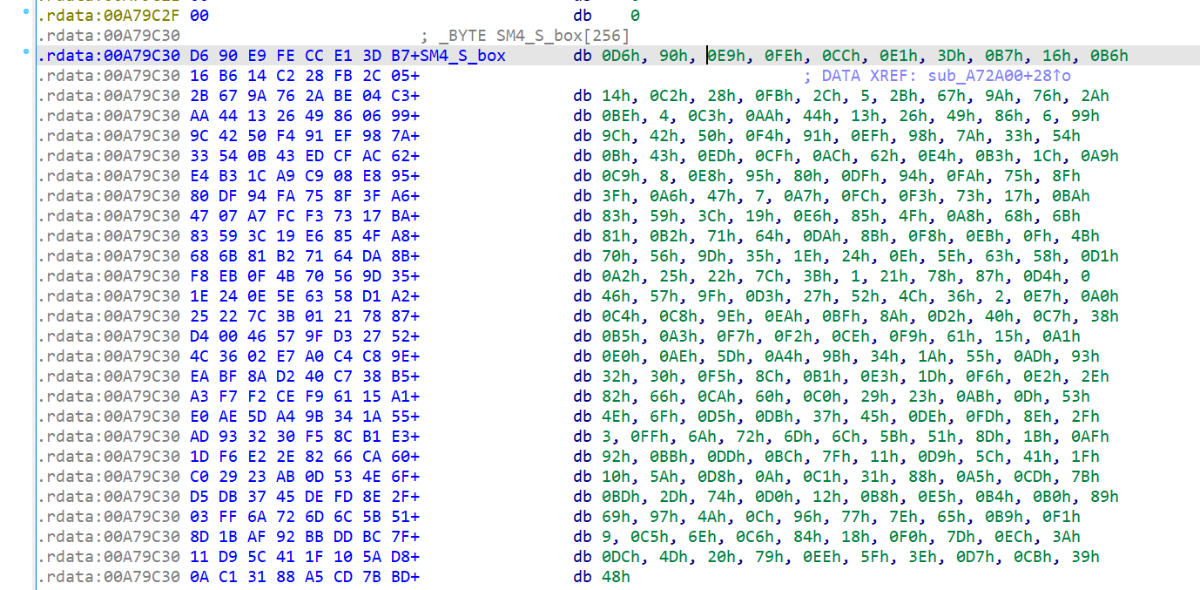 .rdata:00A79C2F 00 db 0
.rdata:00A79C30 ; _BYTE SM4_S_box[256]
.rdata:00A79C30 D6 90 E9 FE CC E1 3D B7+SM4_S_box db 0D6h, 90h, 0E9h, 0FEh, 0CCh, 0E1h, 3Dh, 0B7h, 16h, 0B6h
.rdata:00A79C30 16 B6 14 C2 28 FB 2C 05+ ; DATA XREF: sub_A72A00+28↑o
.rdata:00A79C30 2B 67 9A 76 2A BE 04 C3+ db 14h, 0C2h, 28h, 0FBh, 2Ch, 5, 2Bh, 67h, 9Ah, 76h, 2Ah
.rdata:00A79C30 AA 44 13 26 49 86 06 99+ db 0BEh, 4, 0C3h, 0AAh, 44h, 13h, 26h, 49h, 86h, 6, 99h
.rdata:00A79C30 9C 42 50 F4 91 EF 98 7A+ db 9Ch, 42h, 50h, 0F4h, 91h, 0EFh, 98h, 7Ah, 33h, 54h
.rdata:00A79C30 33 54 0B 43 ED CF AC 62+ db 0Bh, 43h, 0EDh, 0CFh, 0ACh, 62h, 0E4h, 0B3h, 1Ch, 0A9h
.rdata:00A79C30 E4 B3 1C A9 C9 08 E8 95+ db 0C9h, 8, 0E8h, 95h, 80h, 0DFh, 94h, 0FAh, 75h, 8Fh
.rdata:00A79C30 80 DF 94 FA 75 8F 3F A6+ db 3Fh, 0A6h, 47h, 7, 0A7h, 0FCh, 0F3h, 73h, 17h, 0BAh
.rdata:00A79C30 47 07 A7 FC F3 73 17 BA+ db 83h, 59h, 3Ch, 19h, 0E6h, 85h, 4Fh, 0A8h, 68h, 6Bh
.rdata:00A79C30 83 59 3C 19 E6 85 4F A8+ db 81h, 0B2h, 71h, 64h, 0DAh, 8Bh, 0F8h, 0EBh, 0Fh, 4Bh
.rdata:00A79C30 68 6B 81 B2 71 64 DA 8B+ db 70h, 56h, 9Dh, 35h, 1Eh, 24h, 0Eh, 5Eh, 63h, 58h, 0D1h
.rdata:00A79C30 F8 EB 0F 4B 70 56 9D 35+ db 0A2h, 25h, 22h, 7Ch, 3Bh, 1, 21h, 78h, 87h, 0D4h, 0
.rdata:00A79C30 1E 24 0E 5E 63 58 D1 A2+ db 46h, 57h, 9Fh, 0D3h, 27h, 52h, 4Ch, 36h, 2, 0E7h, 0A0h
.rdata:00A79C30 25 22 7C 3B 01 21 78 87+ db 0C4h, 0C8h, 9Eh, 0EAh, 0BFh, 8Ah, 0D2h, 40h, 0C7h, 38h
.rdata:00A79C30 D4 00 46 57 9F D3 27 52+ db 0B5h, 0A3h, 0F7h, 0F2h, 0CEh, 0F9h, 61h, 15h, 0A1h
.rdata:00A79C30 4C 36 02 E7 A0 C4 C8 9E+ db 0E0h, 0AEh, 5Dh, 0A4h, 9Bh, 34h, 1Ah, 55h, 0ADh, 93h
.rdata:00A79C30 EA BF 8A D2 40 C7 38 B5+ db 32h, 30h, 0F5h, 8Ch, 0B1h, 0E3h, 1Dh, 0F6h, 0E2h, 2Eh
.rdata:00A79C30 A3 F7 F2 CE F9 61 15 A1+ db 82h, 66h, 0CAh, 60h, 0C0h, 29h, 23h, 0ABh, 0Dh, 53h
.rdata:00A79C30 E0 AE 5D A4 9B 34 1A 55+ db 4Eh, 6Fh, 0D5h, 0DBh, 37h, 45h, 0DEh, 0FDh, 8Eh, 2Fh
.rdata:00A79C30 AD 93 32 30 F5 8C B1 E3+ db 3, 0FFh, 6Ah, 72h, 6Dh, 6Ch, 5Bh, 51h, 8Dh, 1Bh, 0AFh
.rdata:00A79C30 1D F6 E2 2E 82 66 CA 60+ db 92h, 0BBh, 0DDh, 0BCh, 7Fh, 11h, 0D9h, 5Ch, 41h, 1Fh
.rdata:00A79C30 C0 29 23 AB 0D 53 4E 6F+ db 10h, 5Ah, 0D8h, 0Ah, 0C1h, 31h, 88h, 0A5h, 0CDh, 7Bh
.rdata:00A79C30 D5 DB 37 45 DE FD 8E 2F+ db 0BDh, 2Dh, 74h, 0D0h, 12h, 0B8h, 0E5h, 0B4h, 0B0h, 89h
.rdata:00A79C30 03 FF 6A 72 6D 6C 5B 51+ db 69h, 97h, 4Ah, 0Ch, 96h, 77h, 7Eh, 65h, 0B9h, 0F1h
.rdata:00A79C30 8D 1B AF 92 BB DD BC 7F+ db 9, 0C5h, 6Eh, 0C6h, 84h, 18h, 0F0h, 7Dh, 0ECh, 3Ah
.rdata:00A79C30 11 D9 5C 41 1F 10 5A D8+ db 0DCh, 4Dh, 20h, 79h, 0EEh, 5Fh, 3Eh, 0D7h, 0CBh, 39h
.rdata:00A79C30 0A C1 31 88 A5 CD 7B BD+ db 48h